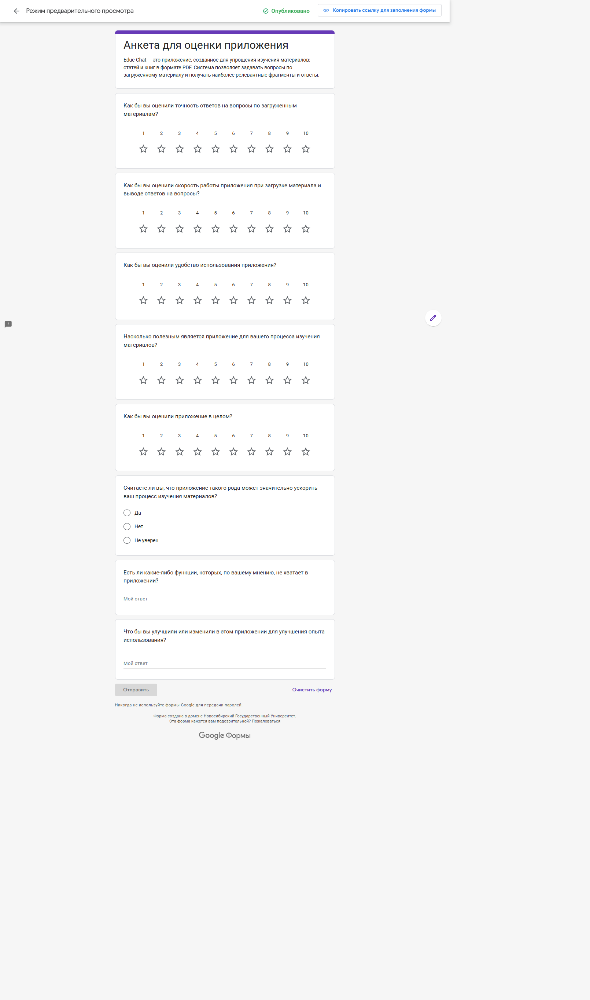 Режим предварительного просмотра
Опубликовано
Копировать ссылку для заполнения формы
Анкета для оценки приложения
Educ Chat — это приложение, созданное для упрощения изучения материалов:
статей и книг в формате PDF. Система позволяет задавать вопросы по
загруженному материалу и получать наиболее релевантные фрагменты и ответы.
Как бы вы оценили точность ответов на вопросы по загруженным
материалам?
1 2 3 4 5 6 7 8 9 10
Как бы вы оценили скорость работы приложения при загрузке материала и
выводе ответов на вопросы?
1 2 3 4 5 6 7 8 9 10
Как бы вы оценили удобство использования приложения?
1 2 3 4 5 6 7 8 9 10
Насколько полезным является приложение для вашего процесса изучения
материалов?
1 2 3 4 5 6 7 8 9 10
Как бы вы оценили приложение в целом?
1 2 3 4 5 6 7 8 9 10
Считаете ли вы, что приложение такого рода может значительно ускорить
ваш процесс изучения материалов?
Да
Нет
Не уверен
Есть ли какие-либо функции, которых, по вашему мнению, не хватает в
приложении?
Мой ответ
Что бы вы улучшили или изменили в этом приложении для улучшения опыта
использования?
Мой ответ
Отправить
Очистить форму
Никогда не используйте формы Google для передачи паролей.
Форма создана в домене Новосибирский Государственный Университет.
Эта форма кажется вам подозрительной? Пожаловаться
Google Формы